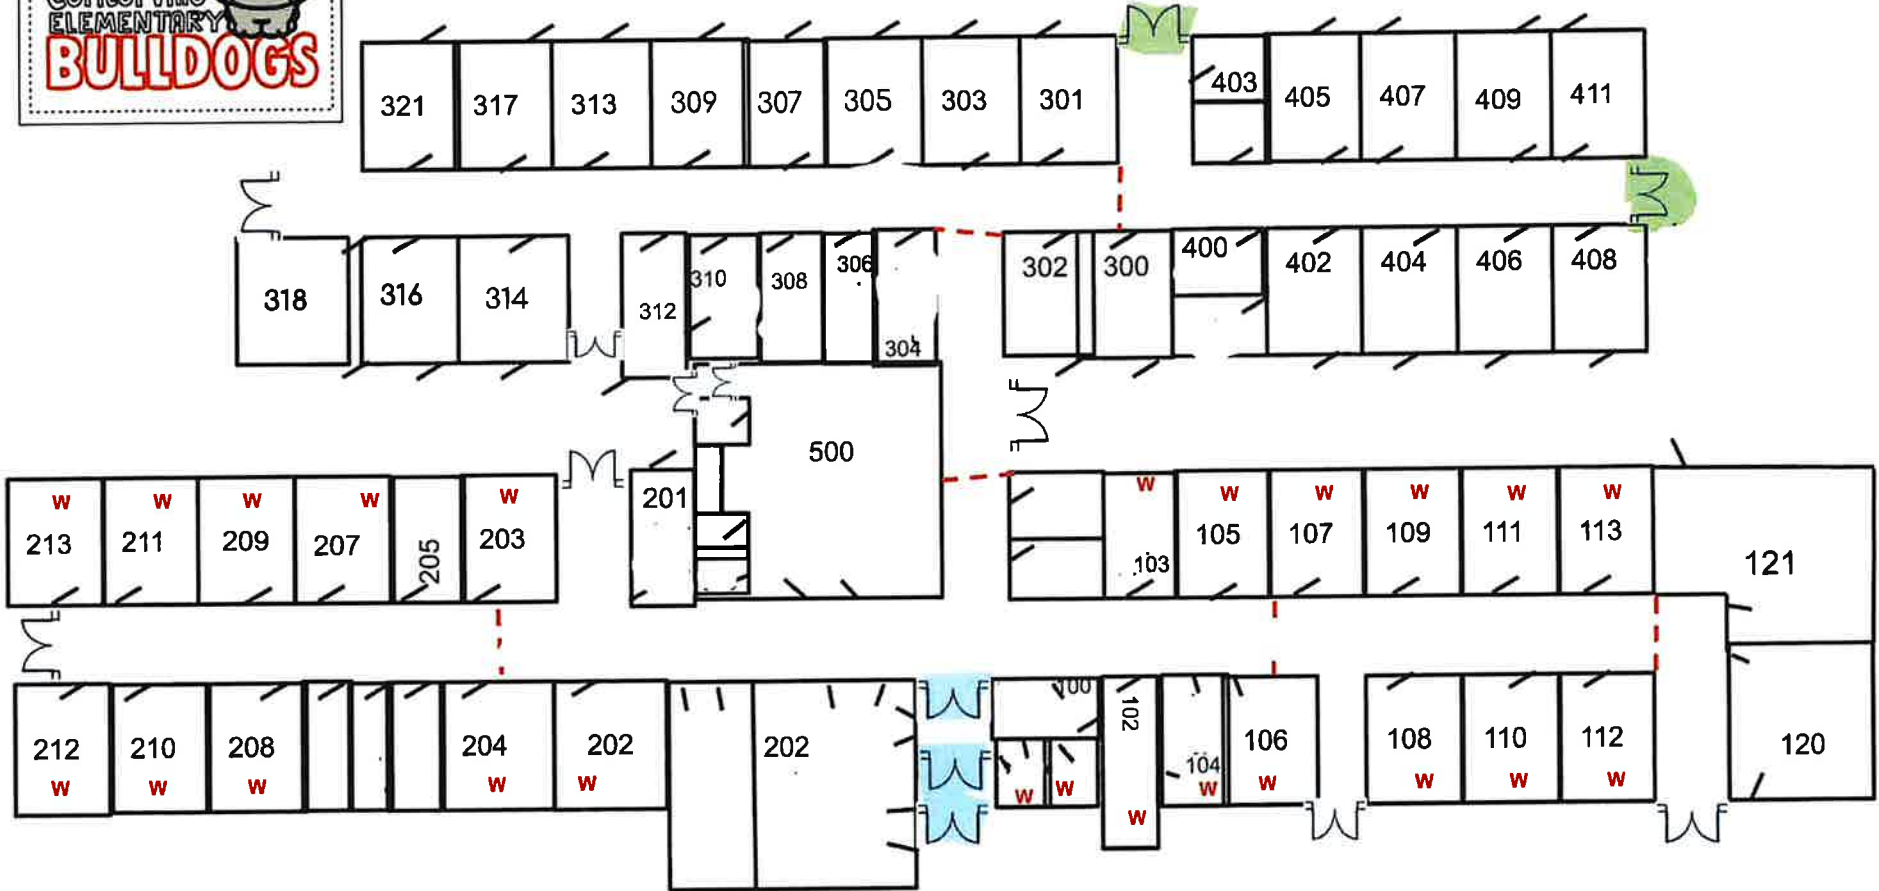 ELEMENTARY
BULLDOGS
321 317 313 309 307 305 303 301 403 405 407 409 411
318 316 314 312 310 308 306 304 302 300 400 402 404 406 408
500
W W W W W W W W W W W
213 211 209 207 205 203 201 103 105 107 109 111 113 121
212 210 208 204 202 202 100 102 104 106 108 110 112 120
W W W W W W W W W W W W W